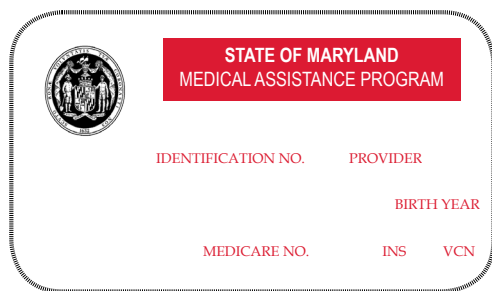 STATE OF MARYLAND
MEDICAL ASSISTANCE PROGRAM
IDENTIFICATION NO. PROVIDER
BIRTH YEAR
MEDICARE NO. INS VCN